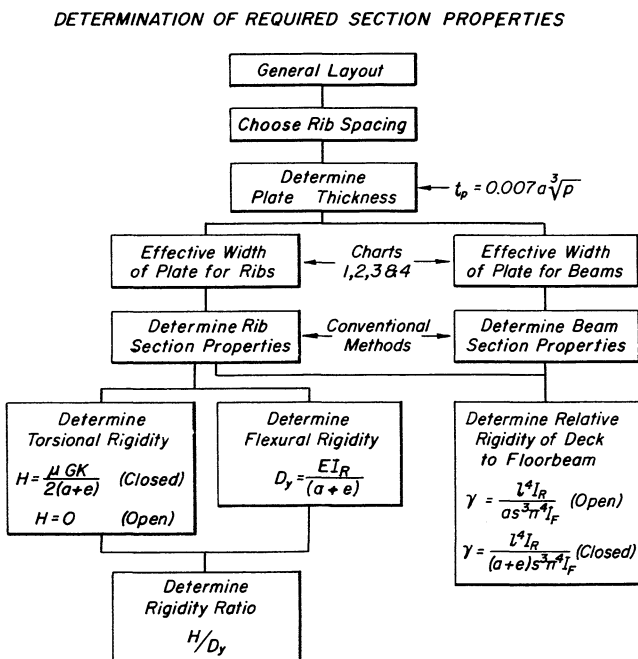 DETERMINATION OF REQUIRED SECTION PROPERTIES
General Layout
Choose Rib Spacing
Determine
Plate Thickness
t_p = 0.007 a ∛p
Effective Width
of Plate for Ribs
Charts
1,2,3 & 4
Effective Width
of Plate for Beams
Determine Rib
Section Properties
Conventional
Methods
Determine Beam
Section Properties
Determine
Torsional Rigidity
H = μGK / 2(a+e) (Closed)
H = 0 (Open)
Determine
Flexural Rigidity
D_y = EI_R / (a + e)
Determine Relative
Rigidity of Deck
to Floorbeam
γ = l⁴I_R / as³π⁴I_F (Open)
γ = l⁴I_R / (a+e)s³π⁴I_F (Closed)
Determine
Rigidity Ratio
H/D_y